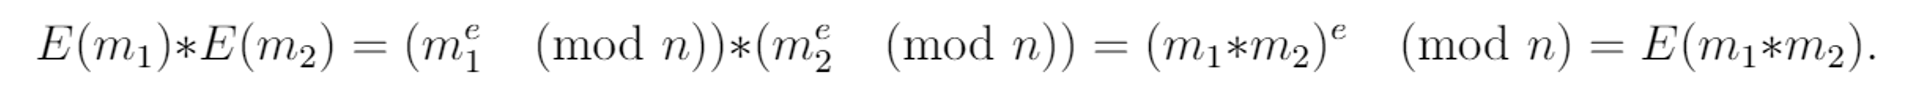 E(m₁)*E(m₂) = (m₁ᵉ (mod n))*(m₂ᵉ (mod n)) = (m₁*m₂)ᵉ (mod n) = E(m₁*m₂).